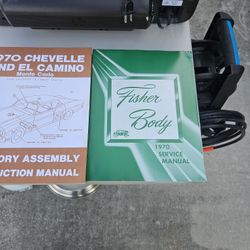 970 CHEVELLE
ND EL CAMINO
Monte Carlo
ORY ASSEMBLY
UCTION MANUAL
Fisher
Body
1970
SERVICE
MANUAL